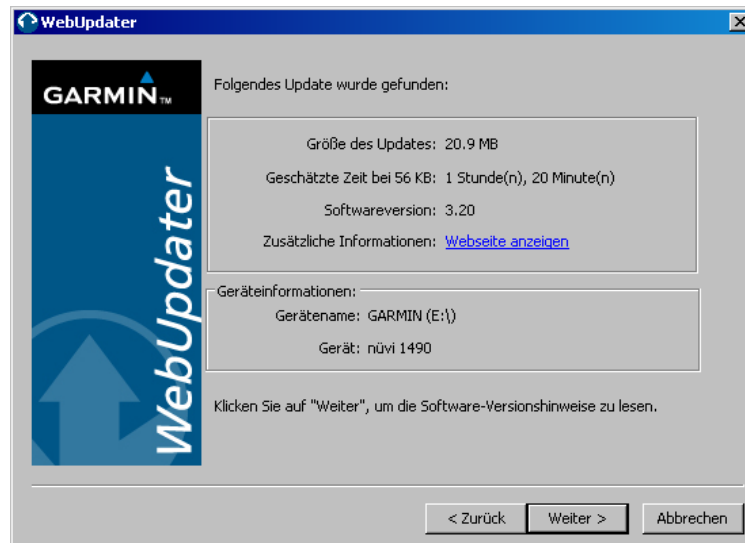 WebUpdater
GARMIN™
WebUpdater
Folgendes Update wurde gefunden:
Größe des Updates: 20.9 MB
Geschätzte Zeit bei 56 KB: 1 Stunde(n), 20 Minute(n)
Softwareversion: 3.20
Zusätzliche Informationen: Webseite anzeigen
Geräteinformationen:
Gerätename: GARMIN (E:\)
Gerät: nüvi 1490
Klicken Sie auf "Weiter", um die Software-Versionshinweise zu lesen.
< Zurück Weiter > Abbrechen